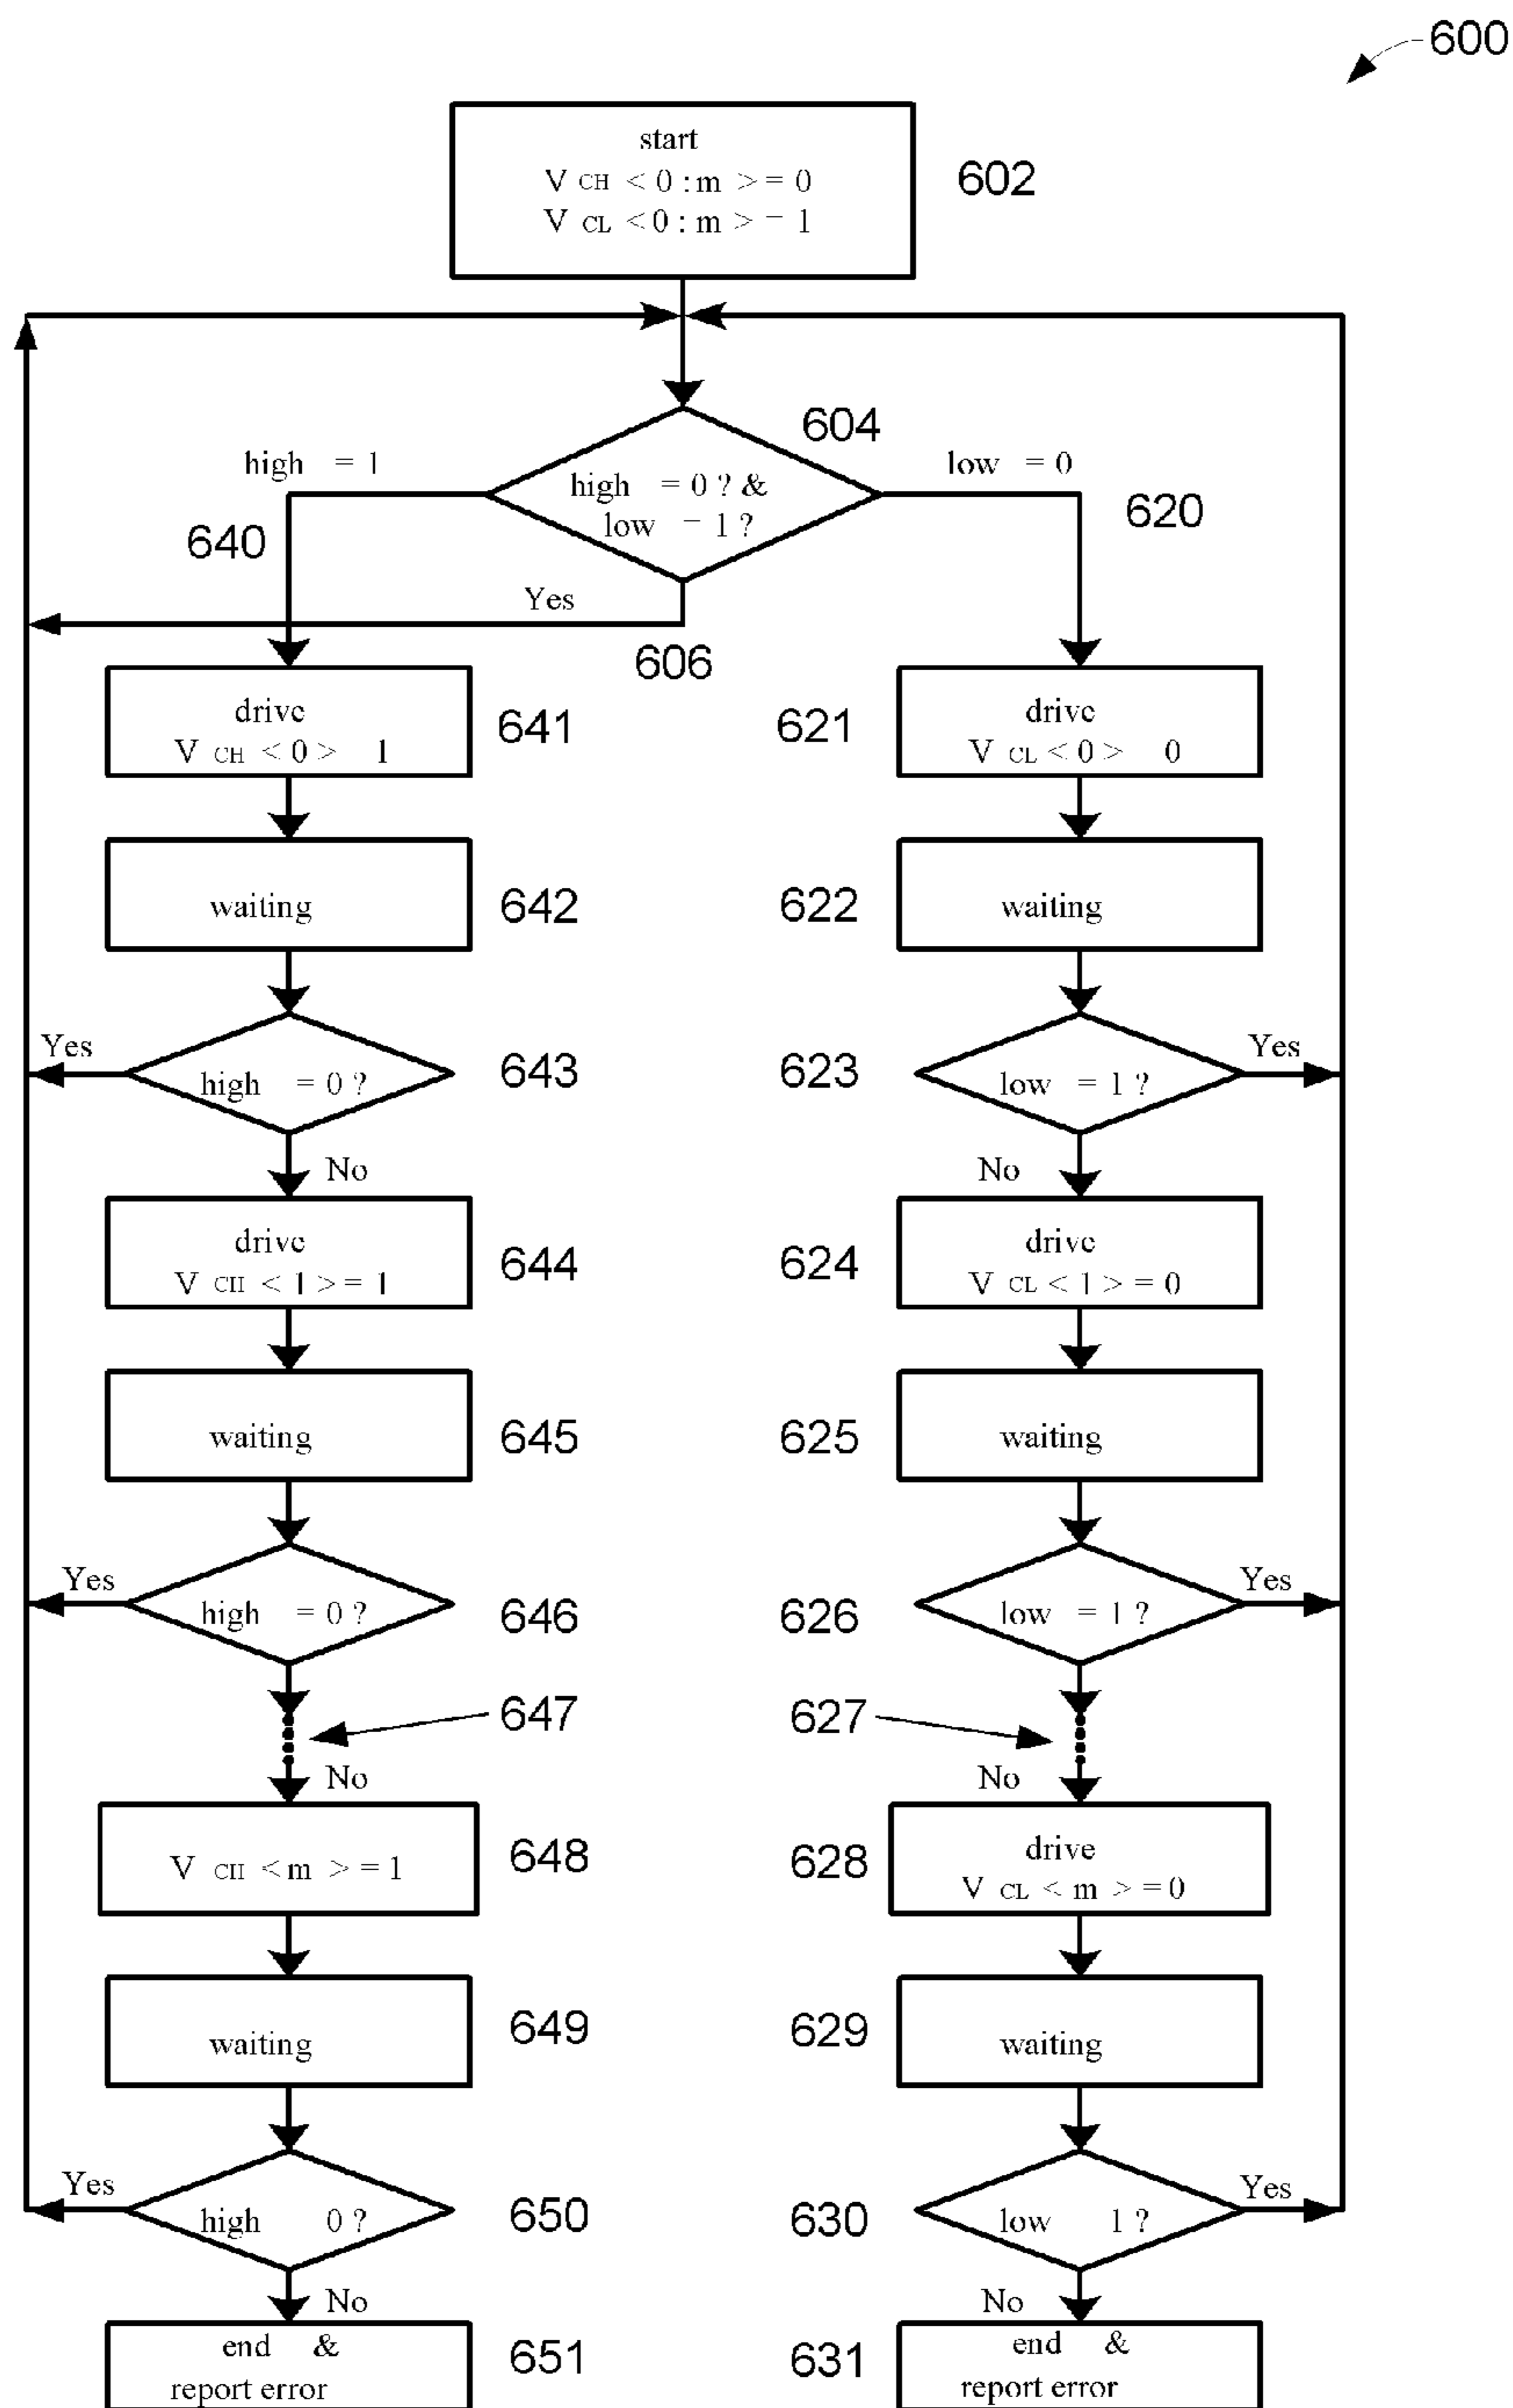 600
start
V CH < 0 : m > = 0
V CL < 0 : m > = 1
602
604
high = 1
high = 0 ? &
low = 1 ?
low = 0
640
620
Yes
606
drive
V CH < 0 > 1
641
621
drive
V CL < 0 > 0
waiting
642
622
waiting
Yes
high = 0 ?
643
623
low = 1 ?
Yes
No
No
drive
V CH < 1 > = 1
644
624
drive
V CL < 1 > = 0
waiting
645
625
waiting
Yes
high = 0 ?
646
626
low = 1 ?
Yes
647
627
No
No
V CH < m > = 1
648
628
drive
V CL < m > = 0
waiting
649
629
waiting
Yes
high 0 ?
650
630
low 1 ?
Yes
No
No
end &
report error
651
631
end &
report error